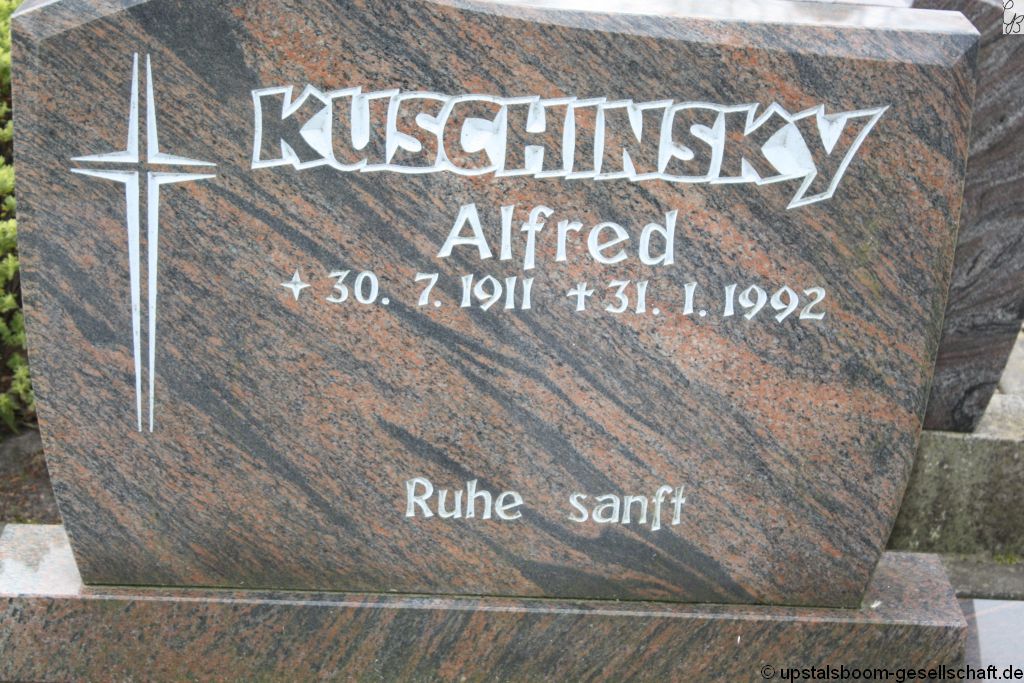 KUSCHINSKY
Alfred
✧ 30. 7. 1911 ✝ 31. 1. 1992
Ruhe sanft
© upstalsboom-gesellschaft.de